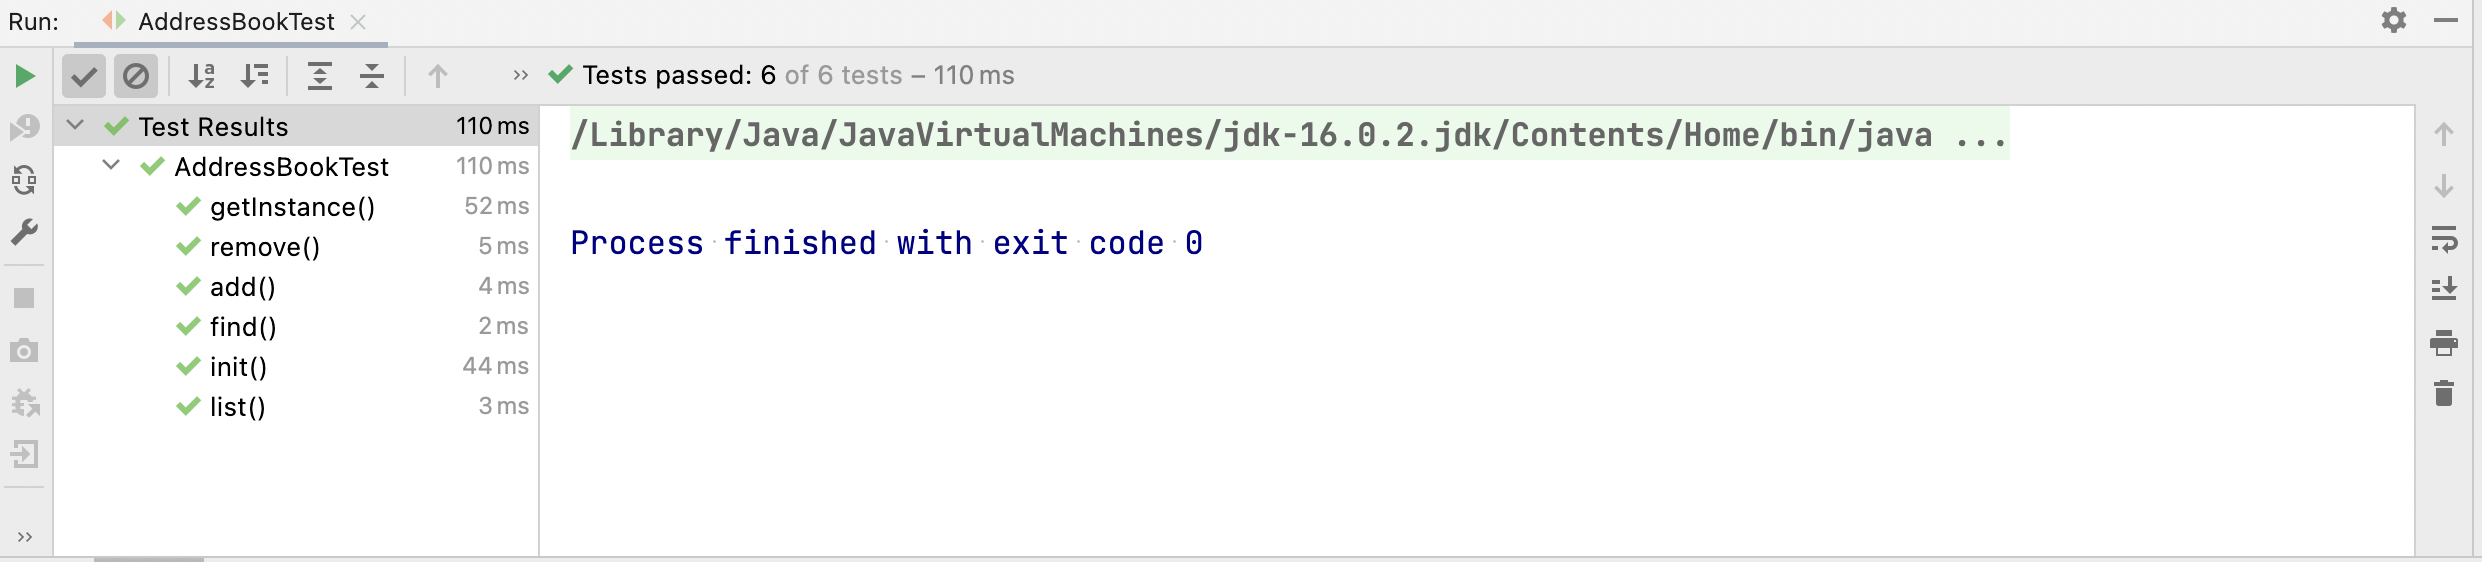 Run: AddressBookTest
Tests passed: 6 of 6 tests – 110 ms
Test Results 110 ms
AddressBookTest 110 ms
getInstance() 52 ms
remove() 5 ms
add() 4 ms
find() 2 ms
init() 44 ms
list() 3 ms
/Library/Java/JavaVirtualMachines/jdk-16.0.2.jdk/Contents/Home/bin/java ...
Process finished with exit code 0